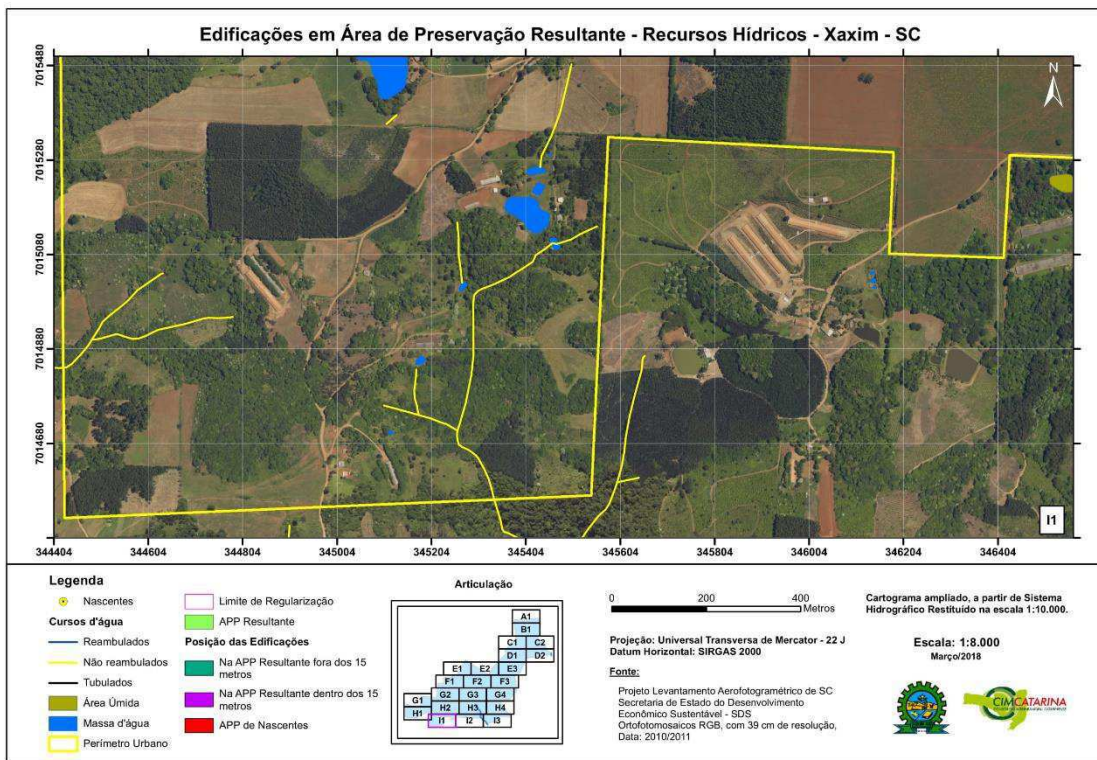 Edificações em Área de Preservação Resultante - Recursos Hídricos - Xaxim - SC
7015480
7015280
7015080
7014880
7014680
N
I1
344404
344604
344804
345004
345204
345404
345604
345804
346004
346204
346404
Legenda
Nascentes
Cursos d'água
Reambulados
Não reambulados
Tubulados
Área Úmida
Massa d'água
Perímetro Urbano
Limite de Regularização
APP Resultante
Posição das Edificações
Na APP Resultante fora dos 15
metros
Na APP Resultante dentro dos 15
metros
APP de Nascentes
Articulação
A1
B1
C1 C2
D1 D2
E1 E2 E3
F1 F2 F3
G1 G2 G3 G4
H1 H2 H3 H4
I1 I2 I3
0 200 400
Metros
Projeção: Universal Transversa de Mercator - 22 J
Datum Horizontal: SIRGAS 2000
Fonte:
Projeto Levantamento Aerofotogramétrico de SC
Secretaria de Estado do Desenvolvimento
Econômico Sustentável - SDS
Ortofotomosaicos RGB, com 39 cm de resolução,
Data: 2010/2011
Cartograma ampliado, a partir de Sistema
Hidrográfico Restituído na escala 1:10.000.
Escala: 1:8.000
Março/2018
CIMCATARINA